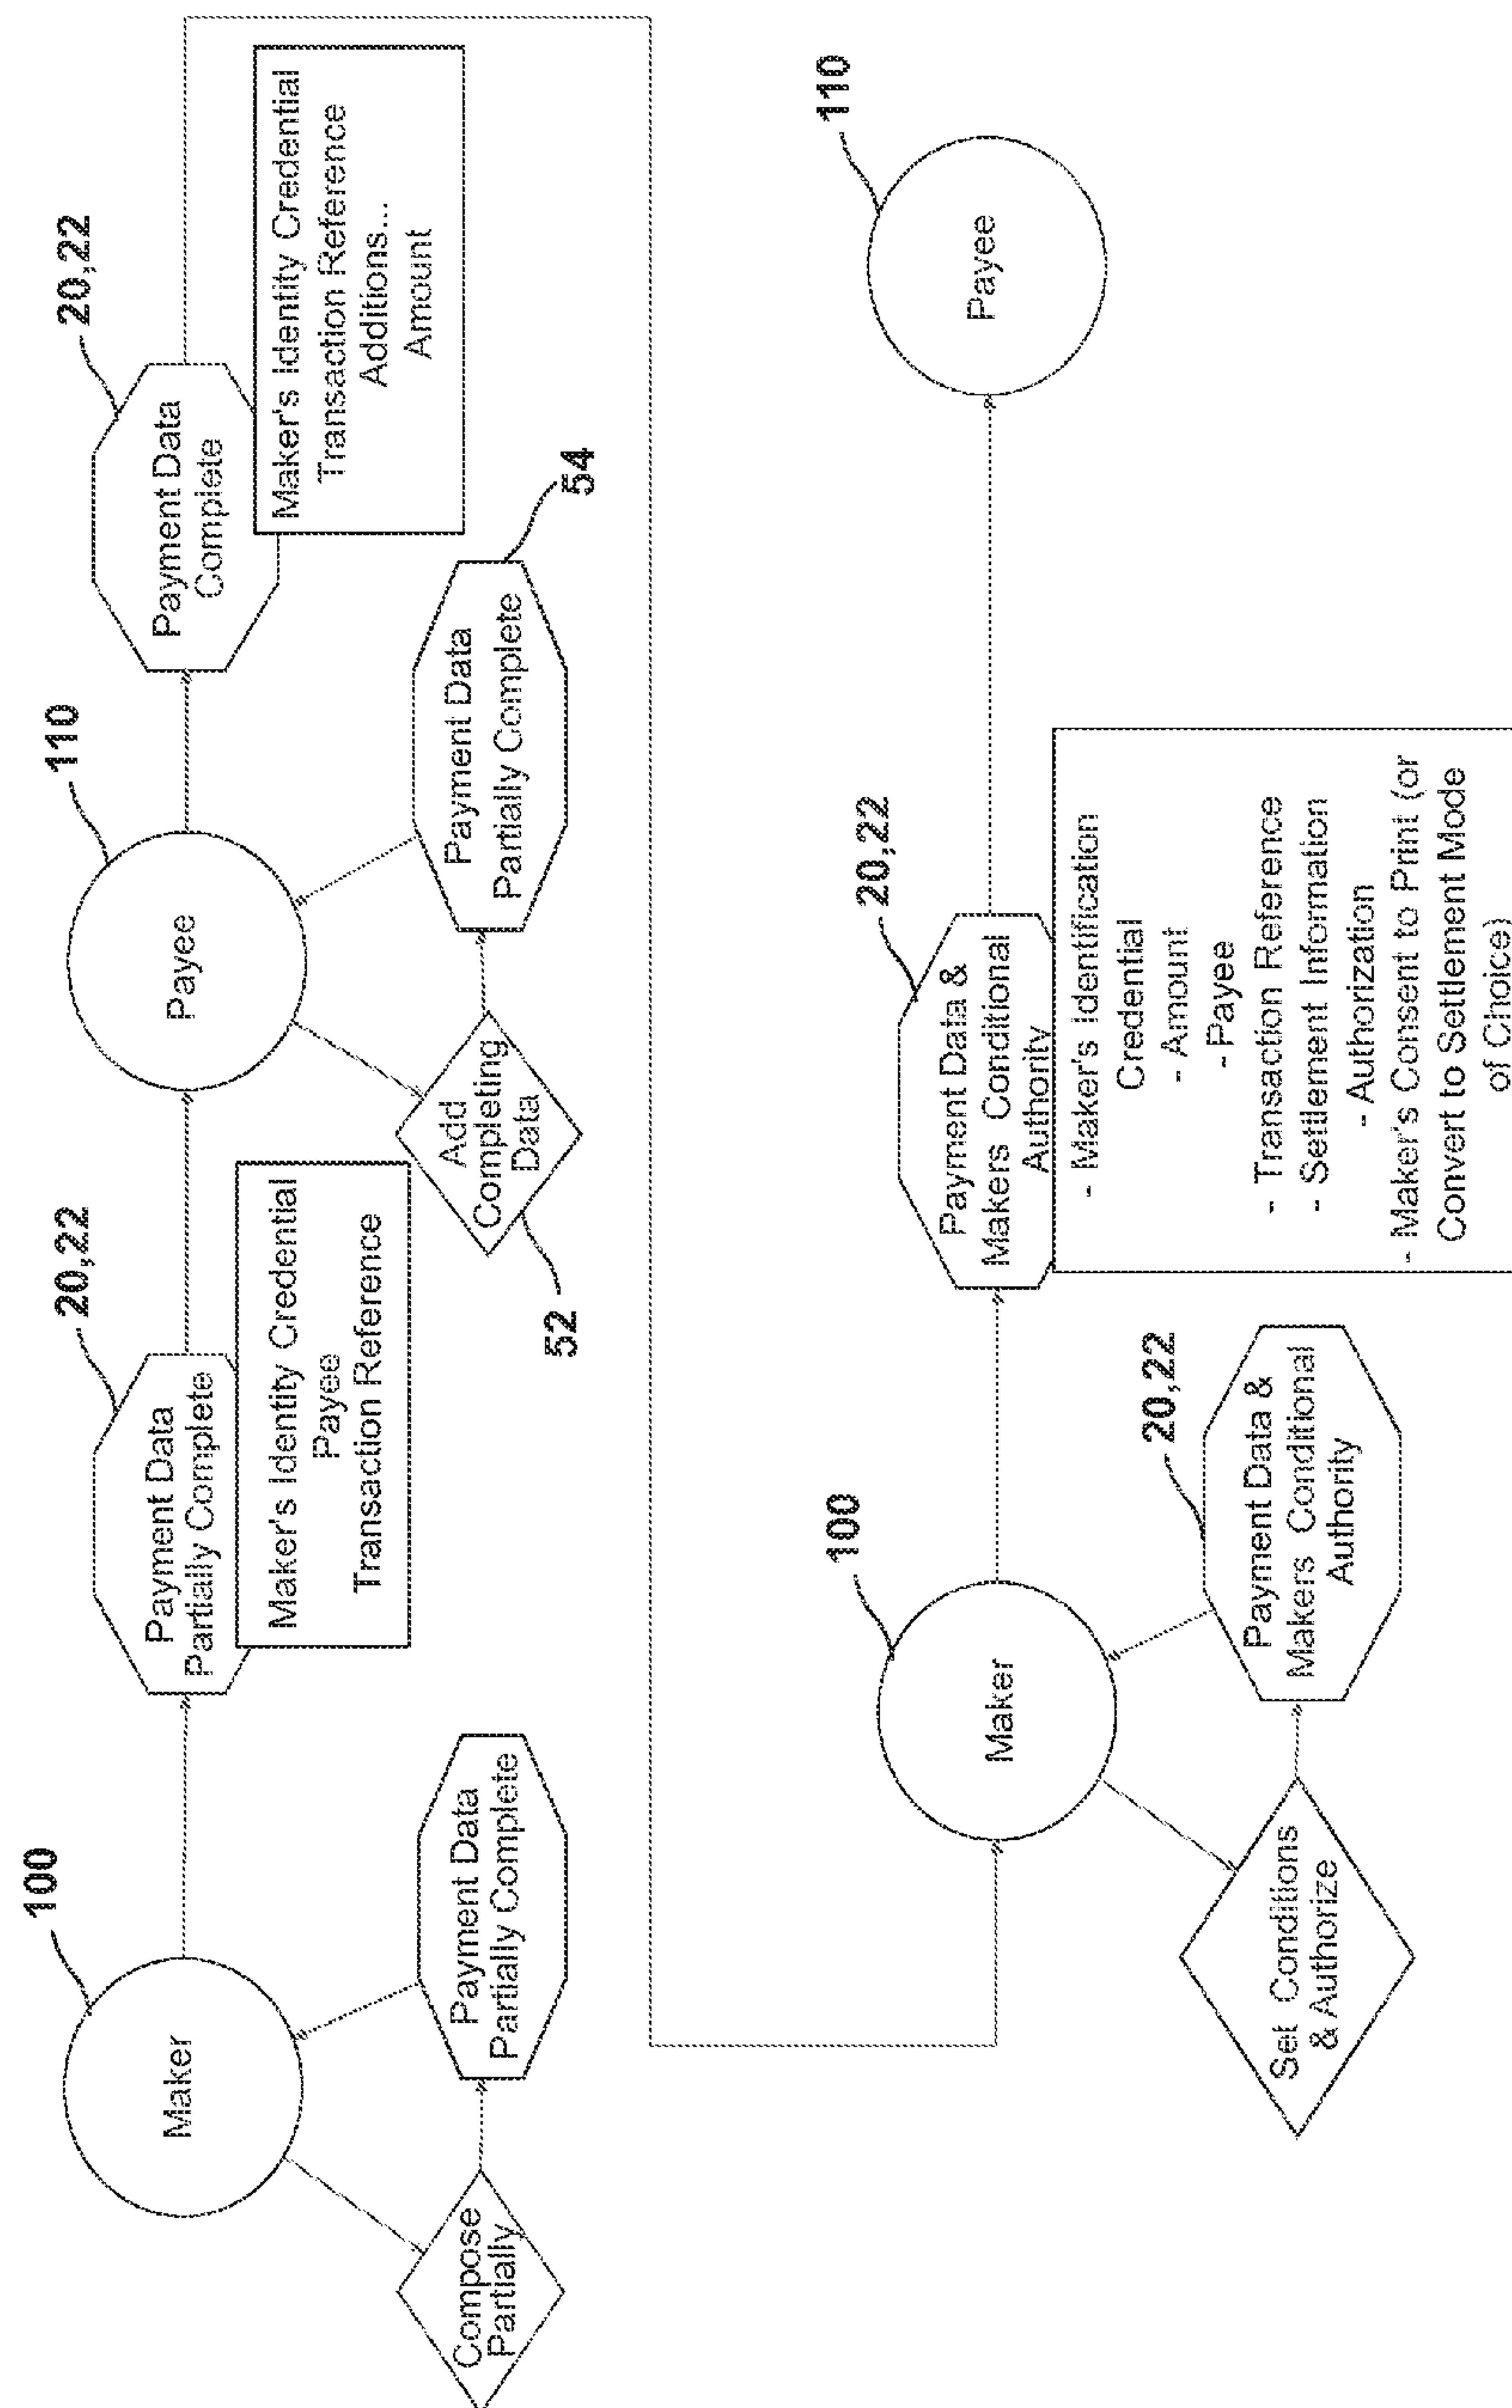 100
Maker
Compose
Partially
Payment Data
Partially Complete
20,22
Payment Data
Partially Complete
Maker's Identity Credential
Payee
Transaction Reference
110
Payee
Add
Completing
Data
52
Payment Data
Partially Complete
54
20,22
Payment Data
Complete
Maker's Identity Credential
Transaction Reference
Additions...
Amount
100
Maker
Set Conditions
& Authorize
20,22
Payment Data &
Makers Conditional
Authority
20,22
Payment Data &
Makers Conditional
Authority
- Maker's Identification
Credential
- Amount
- Payee
- Transaction Reference
- Settlement Information
- Authorization
- Maker's Consent to Print (or
Convert to Settlement Mode
of Choice)
110
Payee